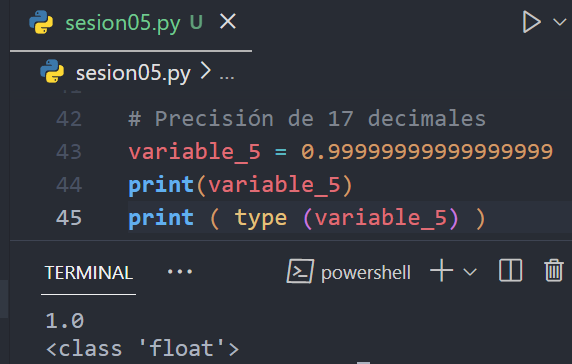 sesion05.py U
sesion05.py > ...
42 # Precisión de 17 decimales
43 variable_5 = 0.99999999999999999
44 print(variable_5)
45 print ( type (variable_5) )
TERMINAL ... powershell
1.0
<class 'float'>